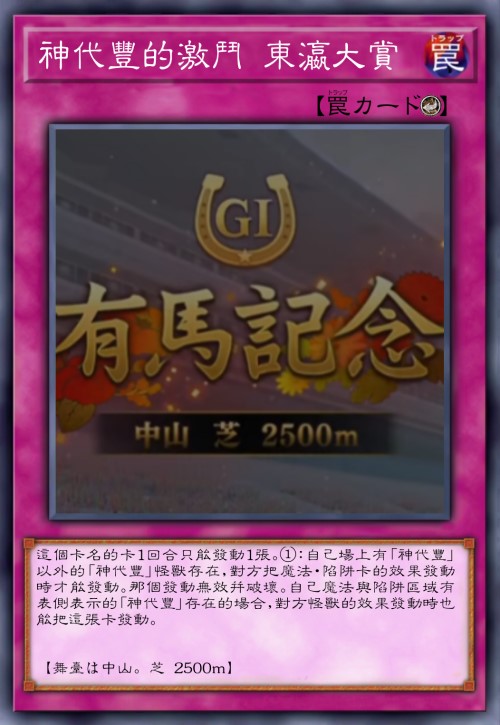 神代豐的激鬥 東瀛大賞
トラップ
罠
トラップ
【罠カード】
GI
有馬記念
中山 芝 2500m
這個卡名的卡1回合只能發動1張。①:自己場上有「神代豐」
以外的「神代豐」怪獸存在,對方把魔法・陷阱卡的效果發動
時才能發動。那個發動無效并破壞。自己魔法與陷阱區域有
表側表示的「神代豐」存在的場合,對方怪獸的效果發動時也
能把這張卡發動。
【舞臺は中山。芝 2500m】